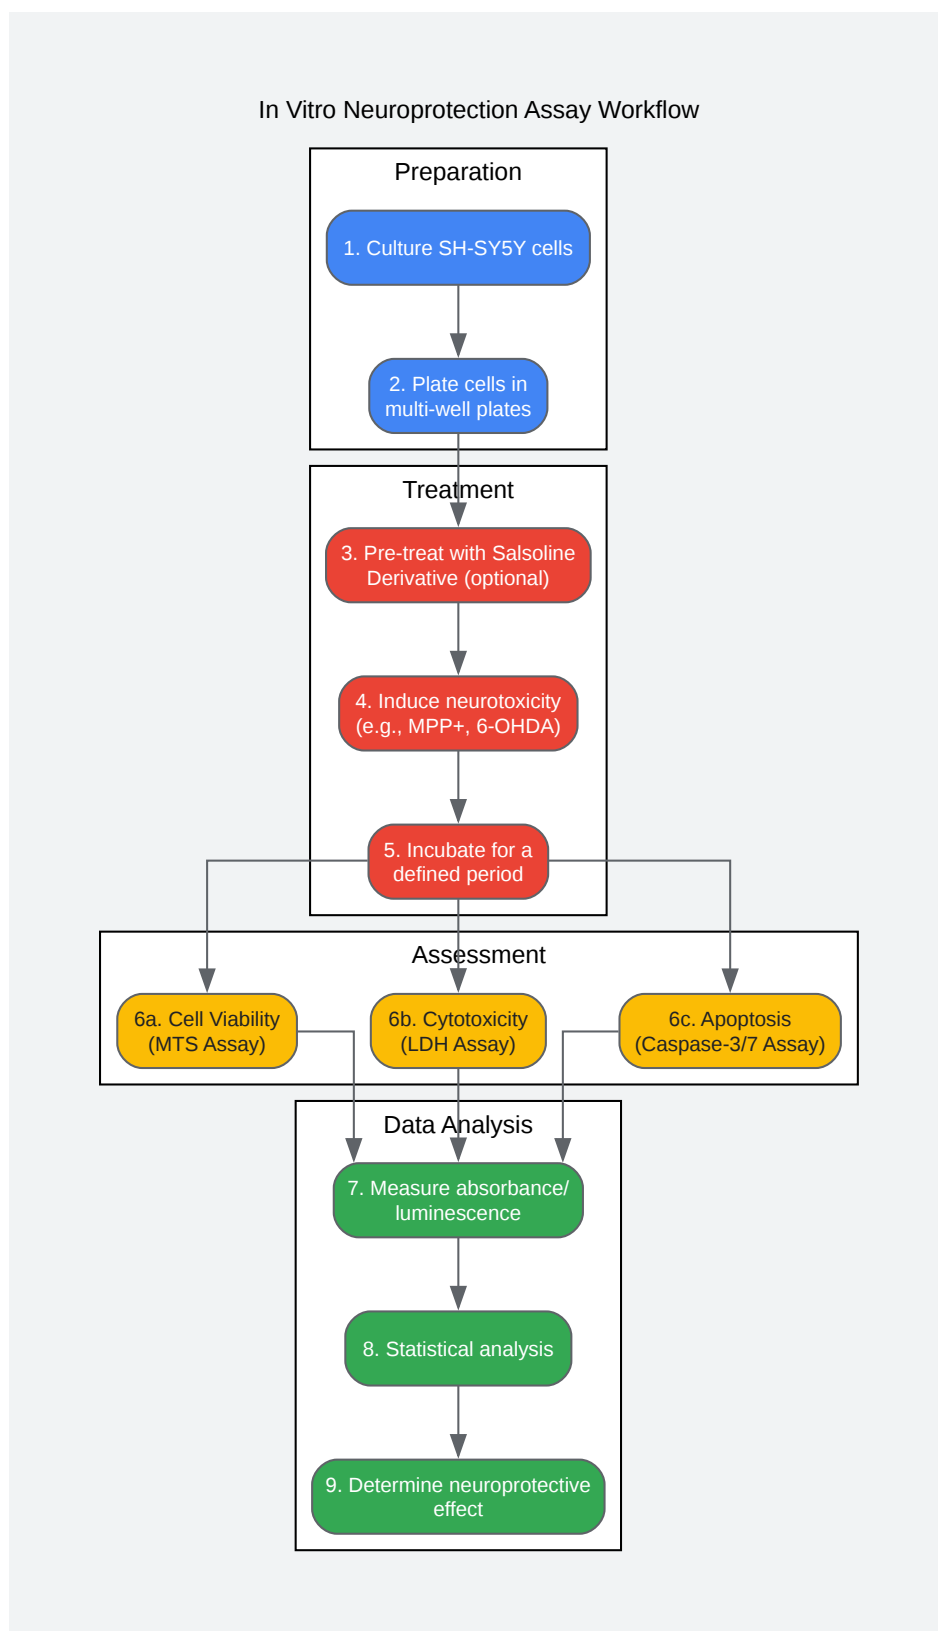 In Vitro Neuroprotection Assay Workflow
Preparation
1. Culture SH-SY5Y cells
2. Plate cells in
multi-well plates
Treatment
3. Pre-treat with Salsoline
Derivative (optional)
4. Induce neurotoxicity
(e.g., MPP+, 6-OHDA)
5. Incubate for a
defined period
Assessment
6a. Cell Viability
(MTS Assay)
6b. Cytotoxicity
(LDH Assay)
6c. Apoptosis
(Caspase-3/7 Assay)
Data Analysis
7. Measure absorbance/
luminescence
8. Statistical analysis
9. Determine neuroprotective
effect